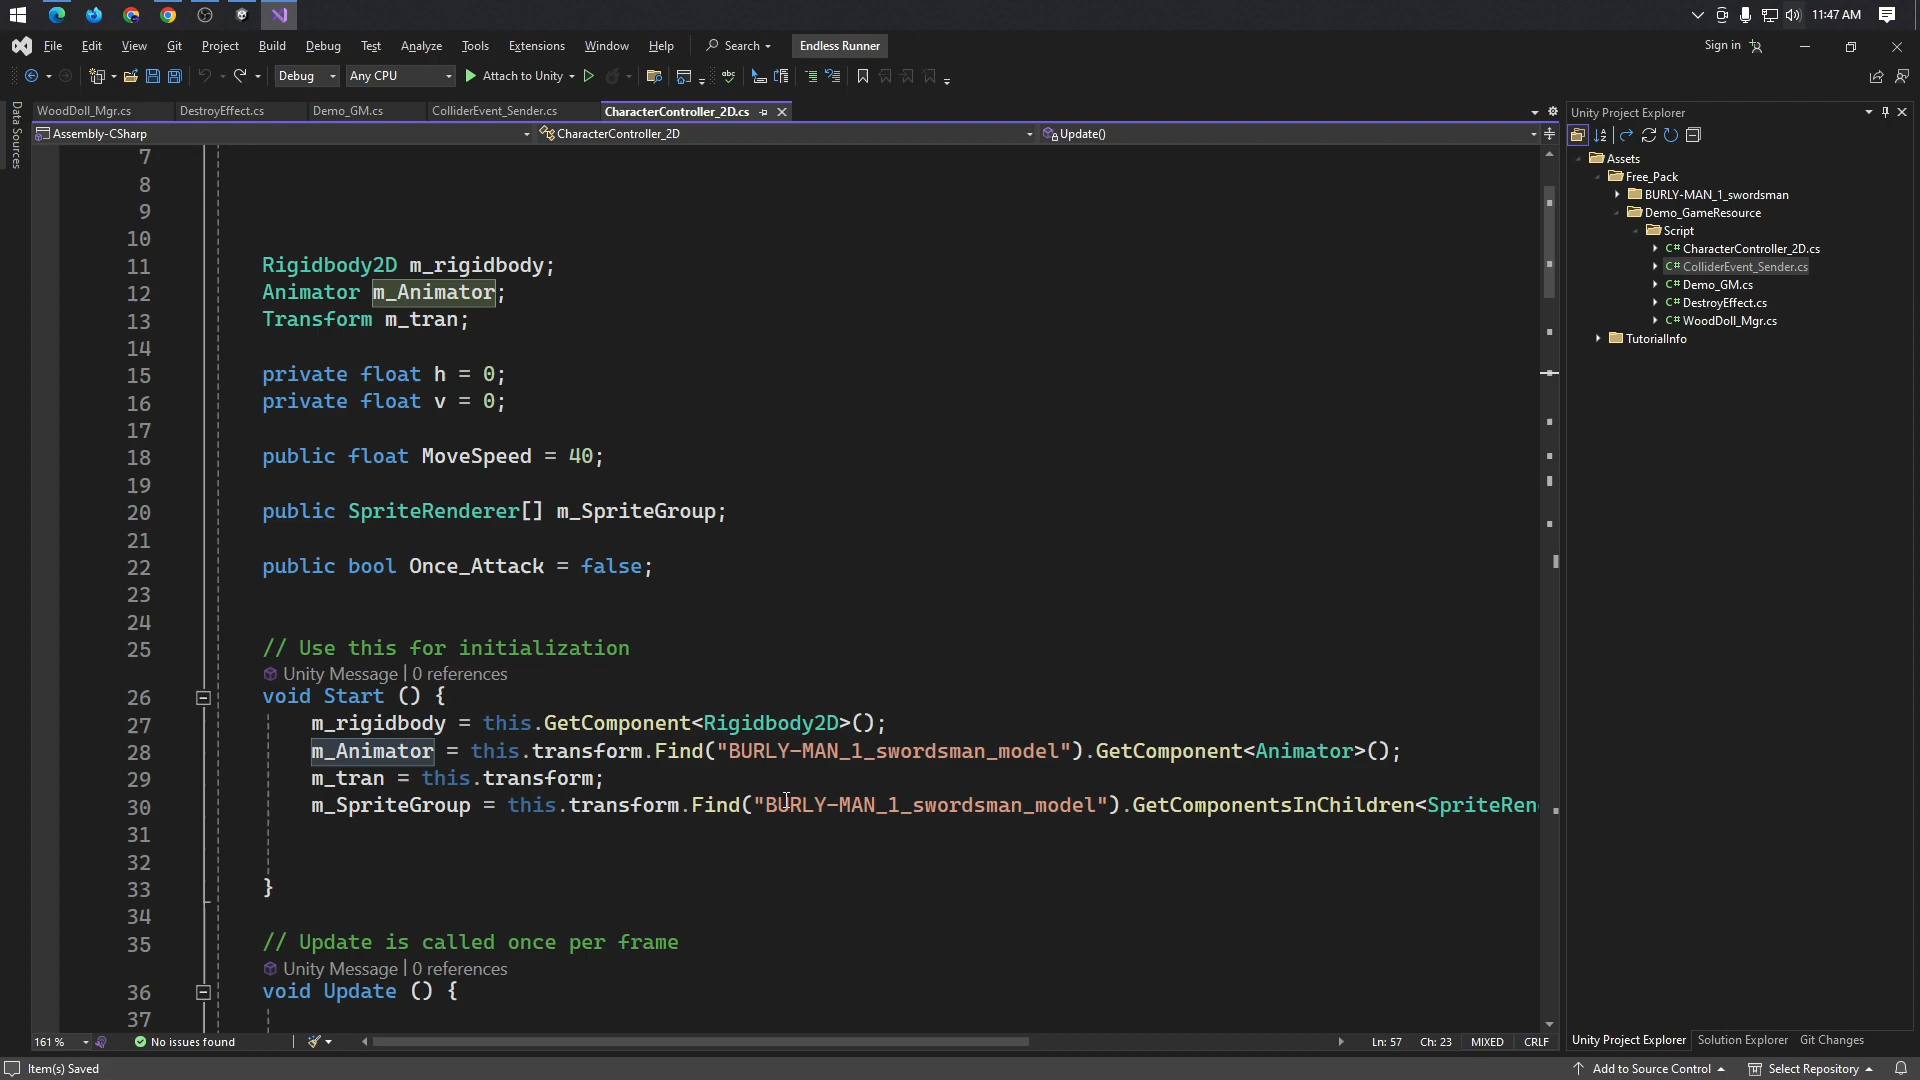 11:47 AM
File Edit View Git Project Build Debug Test Analyze Tools Extensions Window Help Search Endless Runner Sign in
Debug Any CPU Attach to Unity
WoodDoll_Mgr.cs DestroyEffect.cs Demo_GM.cs ColliderEvent_Sender.cs CharacterController_2D.cs
Assembly-CSharp CharacterController_2D Update()
Data Sources
7
8
9
10
11 Rigidbody2D m_rigidbody;
12 Animator m_Animator;
13 Transform m_tran;
14
15 private float h = 0;
16 private float v = 0;
17
18 public float MoveSpeed = 40;
19
20 public SpriteRenderer[] m_SpriteGroup;
21
22 public bool Once_Attack = false;
23
24
25 // Use this for initialization
Unity Message | 0 references
26 void Start () {
27 m_rigidbody = this.GetComponent<Rigidbody2D>();
28 m_Animator = this.transform.Find("BURLY-MAN_1_swordsman_model").GetComponent<Animator>();
29 m_tran = this.transform;
30 m_SpriteGroup = this.transform.Find("BURLY-MAN_1_swordsman_model").GetComponentsInChildren<SpriteRen
31
32
33 }
34
35 // Update is called once per frame
Unity Message | 0 references
36 void Update () {
37
161 % No issues found Ln: 57 Ch: 23 MIXED CRLF
Unity Project Explorer
Assets
Free_Pack
BURLY-MAN_1_swordsman
Demo_GameResource
Script
C# CharacterController_2D.cs
C# ColliderEvent_Sender.cs
C# Demo_GM.cs
C# DestroyEffect.cs
C# WoodDoll_Mgr.cs
TutorialInfo
Unity Project Explorer Solution Explorer Git Changes
Item(s) Saved Add to Source Control Select Repository